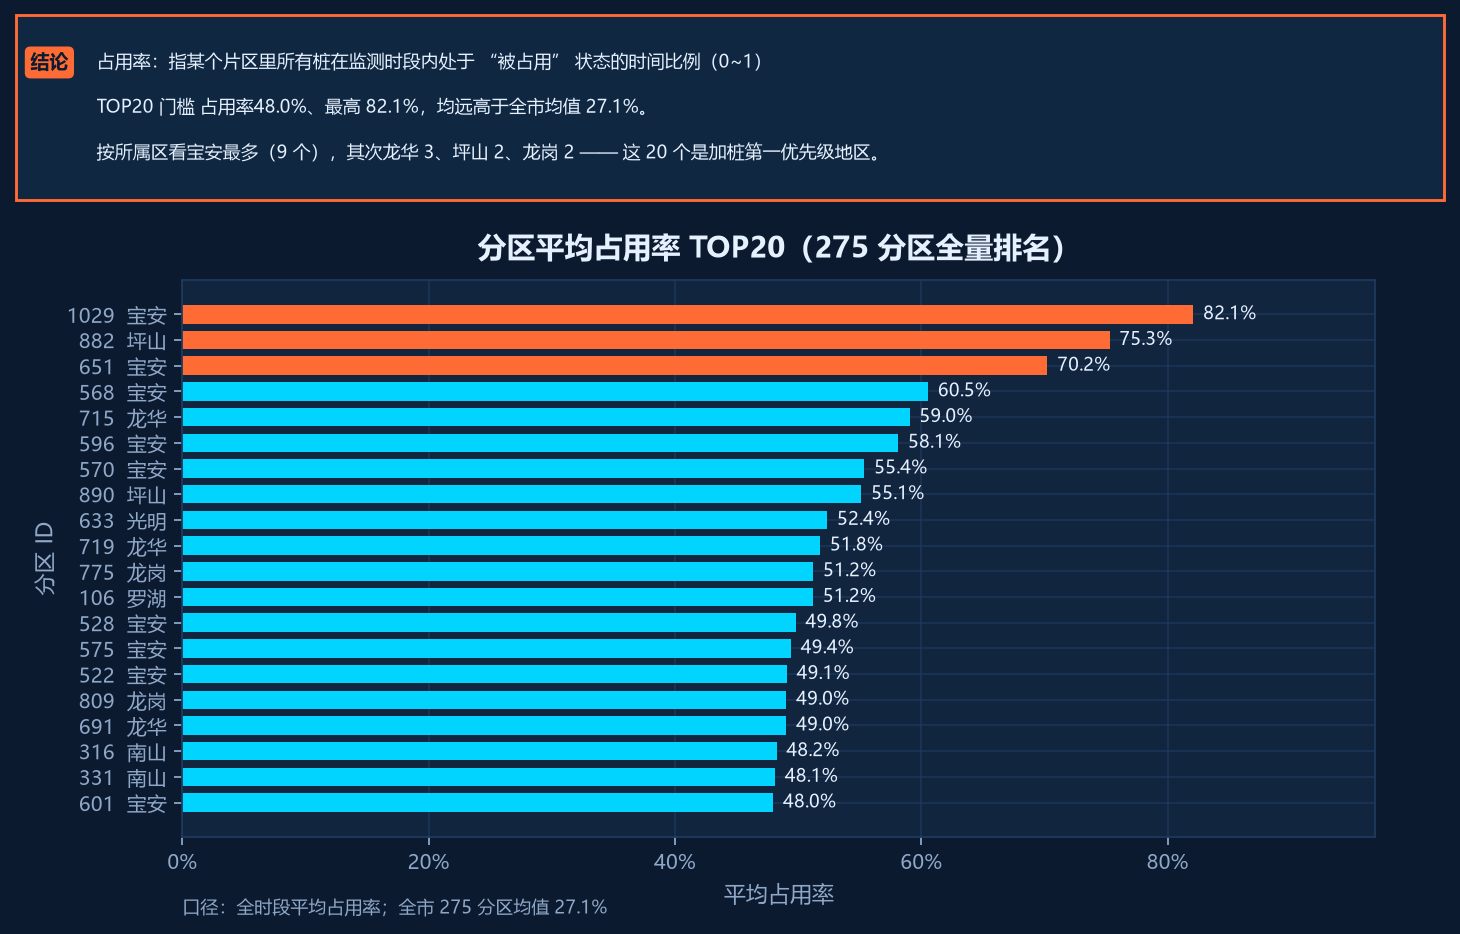 结论
占用率：指某个片区里所有桩在监测时段内处于 “被占用” 状态的时间比例（0~1）
TOP20 门槛 占用率48.0%、最高 82.1%，均远高于全市均值 27.1%。
按所属区看宝安最多（9 个），其次龙华 3、坪山 2、龙岗 2 —— 这 20 个是加桩第一优先级地区。
分区平均占用率 TOP20（275 分区全量排名）
1029 宝安 82.1%
882 坪山 75.3%
651 宝安 70.2%
568 宝安 60.5%
715 龙华 59.0%
596 宝安 58.1%
570 宝安 55.4%
890 坪山 55.1%
633 光明 52.4%
719 龙华 51.8%
775 龙岗 51.2%
106 罗湖 51.2%
528 宝安 49.8%
575 宝安 49.4%
522 宝安 49.1%
809 龙岗 49.0%
691 龙华 49.0%
316 南山 48.2%
331 南山 48.1%
601 宝安 48.0%
分区 ID
0% 20% 40% 60% 80%
平均占用率
口径：全时段平均占用率；全市 275 分区均值 27.1%